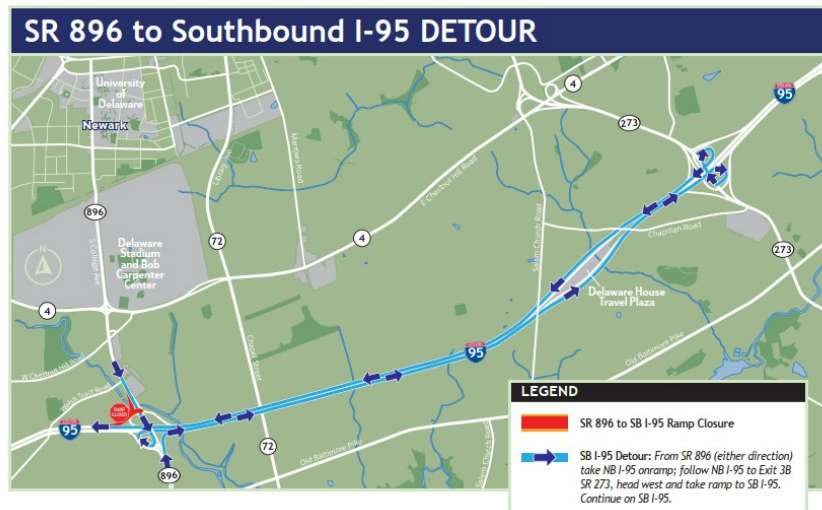 SR 896 to Southbound I-95 DETOUR
University
of
Delaware
Newark
Library Ave
Marrows Road
4
273
95
E Chestnut Hill Road
896
S College Ave
72
4
Salem Church Road
Chapman Road
273
N
Delaware
Stadium
and Bob
Carpenter
Center
Delaware House
Travel Plaza
4
95
Old Baltimore Pike
W Chestnut Hill Road
Welsh Tract Road
RAMP
CLOSED
95
72
Old Baltimore Pike
Salem Church Road
896
LEGEND
SR 896 to SB I-95 Ramp Closure
SB I-95 Detour: From SR 896 (either direction)
take NB I-95 onramp; follow NB I-95 to Exit 3B
SR 273, head west and take ramp to SB I-95.
Continue on SB I-95.